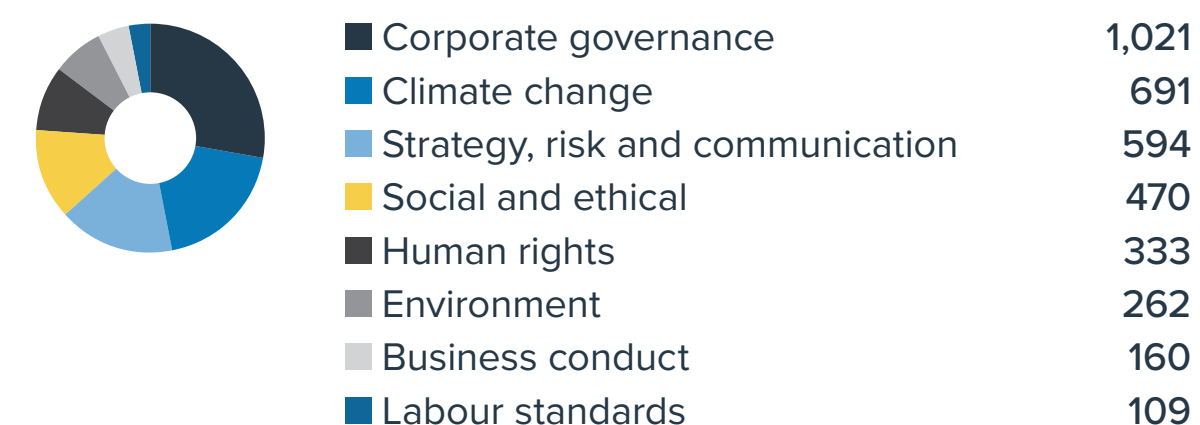 Corporate governance 1,021
Climate change 691
Strategy, risk and communication 594
Social and ethical 470
Human rights 333
Environment 262
Business conduct 160
Labour standards 109